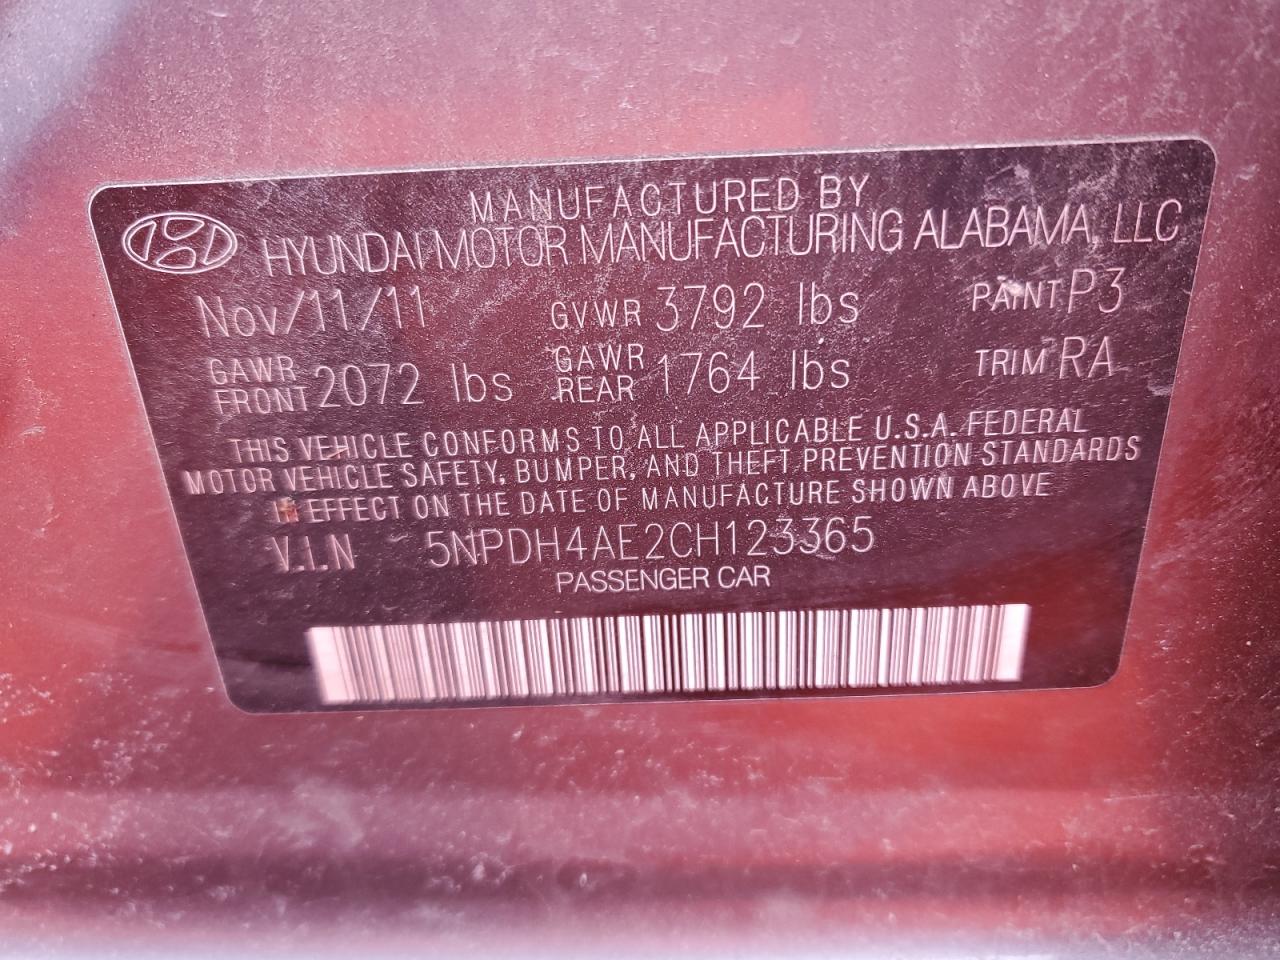 MANUFACTURED BY
HYUNDAI MOTOR MANUFACTURING ALABAMA, LLC
Nov/11/11 GVWR 3792 lbs PAINT P3
GAWR FRONT 2072 lbs GAWR REAR 1764 lbs TRIM RA
THIS VEHICLE CONFORMS TO ALL APPLICABLE U.S.A. FEDERAL
MOTOR VEHICLE SAFETY, BUMPER, AND THEFT PREVENTION STANDARDS
IN EFFECT ON THE DATE OF MANUFACTURE SHOWN ABOVE
V.I.N 5NPDH4AE2CH123365
PASSENGER CAR